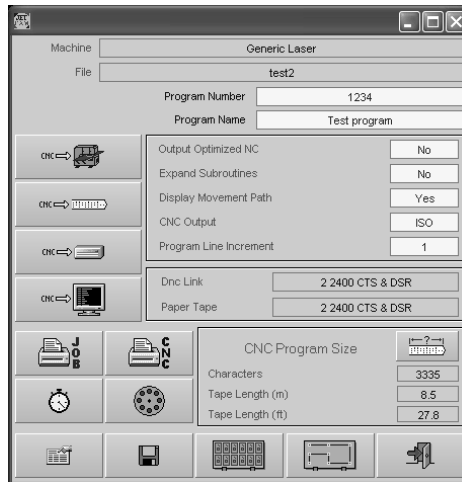 JET
Machine Generic Laser
File test2
Program Number 1234
Program Name Test program
Output Optimized NC No
Expand Subroutines No
Display Movement Path Yes
CNC Output ISO
Program Line Increment 1
CNC
CNC
CNC
CNC
Dnc Link 2 2400 CTS & DSR
Paper Tape 2 2400 CTS & DSR
JOB
CNC
CNC Program Size ?
Characters 3335
Tape Length (m) 8.5
Tape Length (ft) 27.8